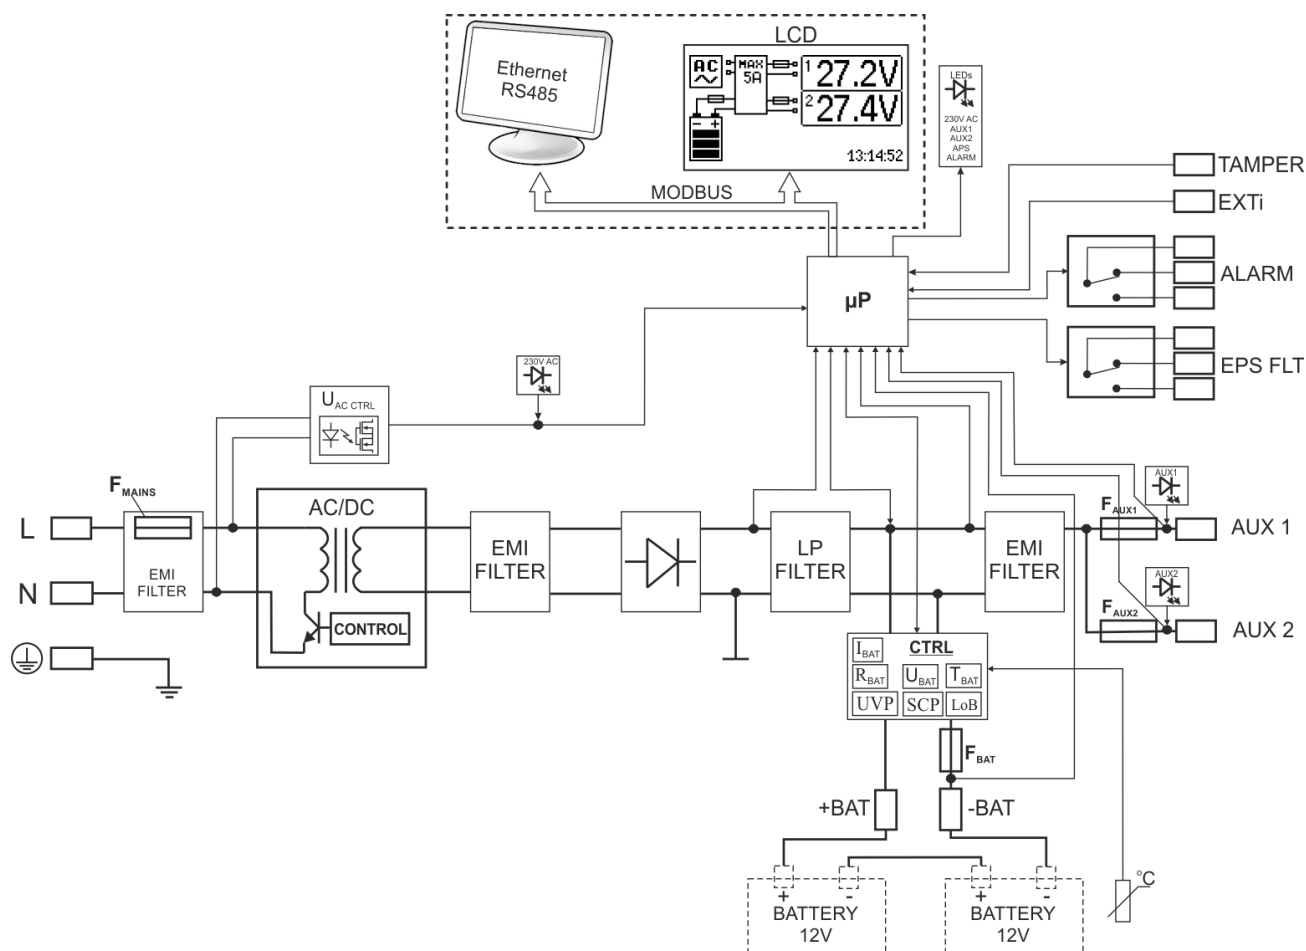 LCD
Ethernet
RS485
AC
MAX
5A
1 27.2V
2 27.4V
- +
13:14:52
MODBUS
LEDs
230V AC
AUX1
AUX2
APS
ALARM
TAMPER
EXTi
ALARM
EPS FLT
µP
230V AC
U AC CTRL
F MAINS
L
N
EMI
FILTER
AC/DC
CONTROL
EMI
FILTER
LP
FILTER
EMI
FILTER
AUX1
F AUX1
AUX 1
AUX2
F AUX2
AUX 2
I BAT
CTRL
R BAT
U BAT
T BAT
UVP
SCP
LoB
F BAT
+BAT
-BAT
°C
+ -
BATTERY
12V
+ -
BATTERY
12V